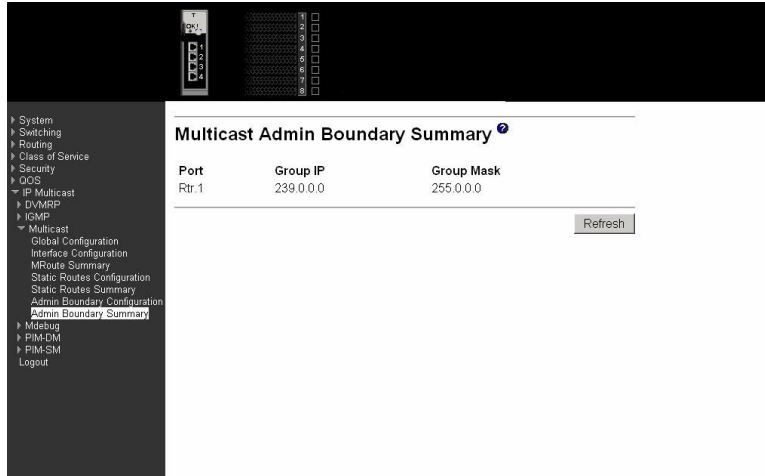 T
OK!
1
2
3
4
1
2
3
4
5
6
7
8
System
Switching
Routing
Class of Service
Security
QOS
IP Multicast
DVMRP
IGMP
Multicast
Global Configuration
Interface Configuration
MRoute Summary
Static Routes Configuration
Static Routes Summary
Admin Boundary Configuration
Admin Boundary Summary
Mdebug
PIM-DM
PIM-SM
Logout
Multicast Admin Boundary Summary ?
Port Group IP Group Mask
Rtr.1 239.0.0.0 255.0.0.0
Refresh